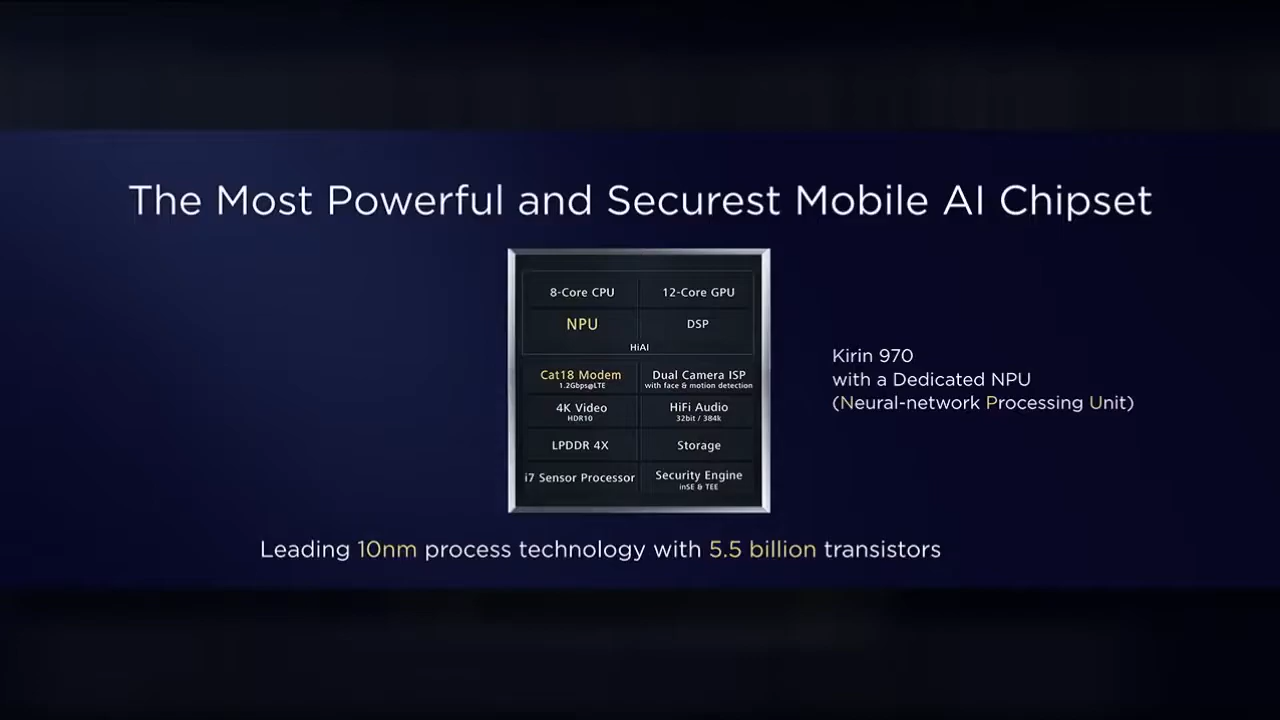 The Most Powerful and Securest Mobile AI Chipset
8-Core CPU
12-Core GPU
NPU
DSP
HiAI
Cat18 Modem
1.2Gbps@LTE
Dual Camera ISP
with face & motion detection
4K Video
HDR10
HiFi Audio
32bit / 384k
LPDDR 4X
Storage
i7 Sensor Processor
Security Engine
inSE & TEE
Kirin 970
with a Dedicated NPU
(Neural-network Processing Unit)
Leading 10nm process technology with 5.5 billion transistors